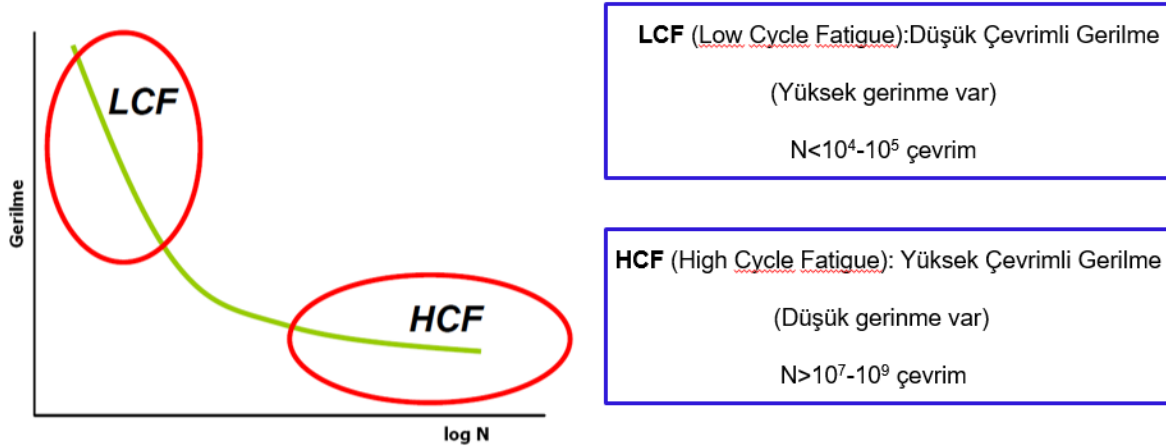 LCF
HCF
Gerilme
log N
LCF (Low Cycle Fatigue):Düşük Çevrimli Gerilme
(Yüksek gerinme var)
N<10⁴-10⁵ çevrim
HCF (High Cycle Fatigue): Yüksek Çevrimli Gerilme
(Düşük gerinme var)
N>10⁷-10⁹ çevrim